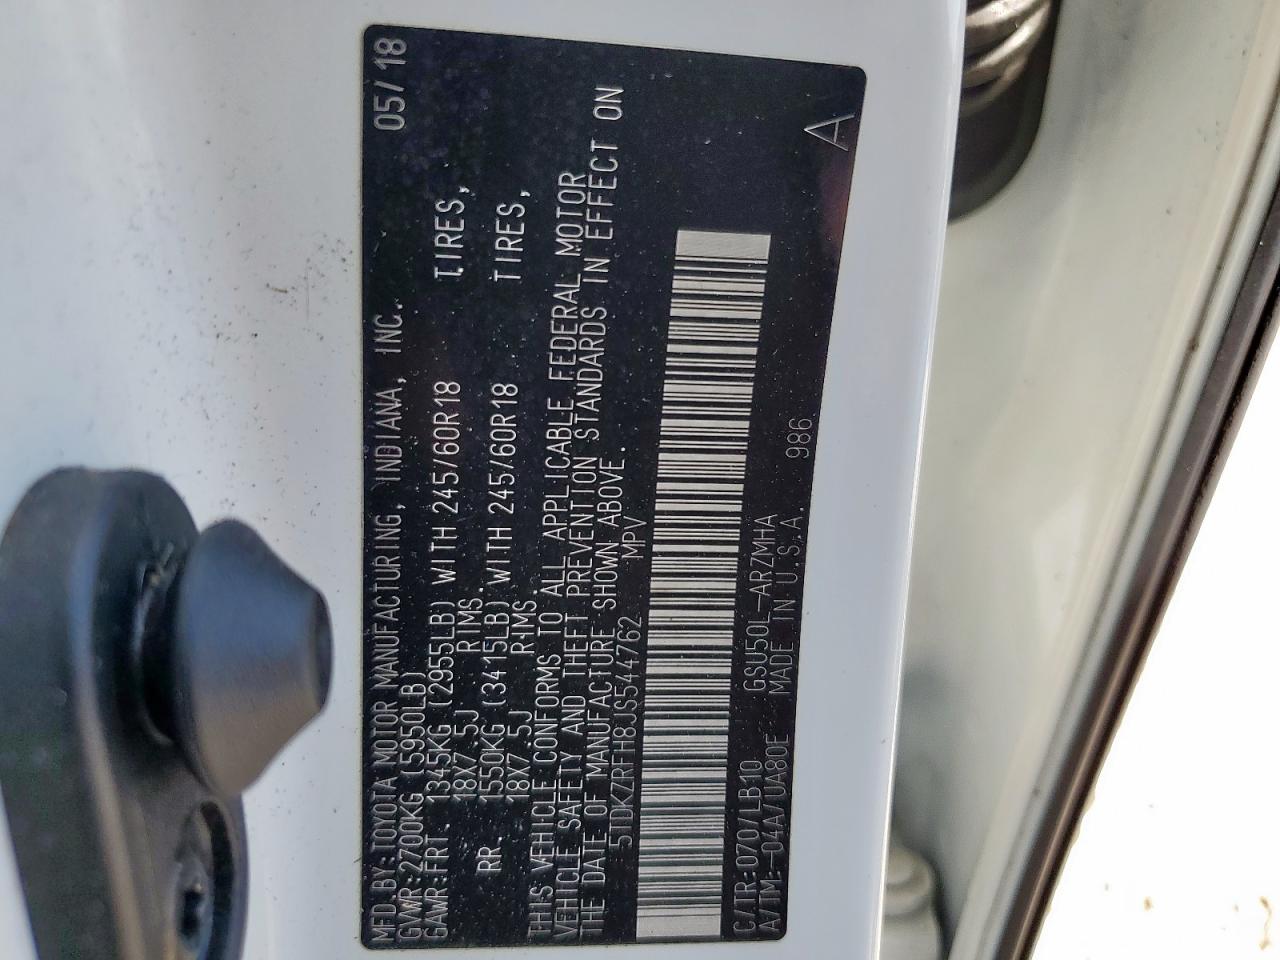 MFD.BY:TOYOTA MOTOR MANUFACTURING, INDIANA, INC. 05/18
GVWR:2700KG (5950LB)
GAWR:FRT. 1345KG (2955LB) WITH 245/60R18 TIRES,
18X7.5J RIMS.
RR. 1550KG (3415LB) WITH 245/60R18 TIRES,
18X7.5J RIMS
THIS VEHICLE CONFORMS TO ALL APPLICABLE FEDERAL MOTOR
VEHICLE SAFETY AND THEFT PREVENTION STANDARDS IN EFFECT ON
THE DATE OF MANUFACTURE SHOWN ABOVE.
5TDKZRFH8JS544762 MPV
C/TR:070/LB10 GSU50L-ARZMHA
A/TM:-04A/UA80E MADE IN U.S.A. 986
A